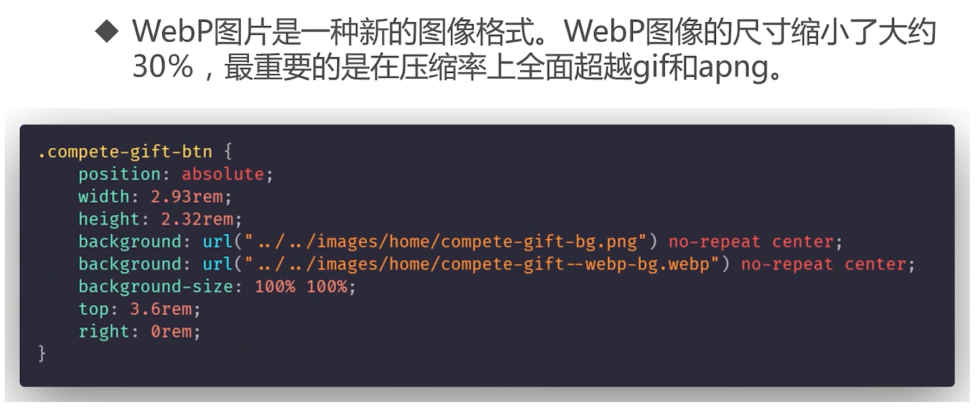 ◆ WebP图片是一种新的图像格式。WebP图像的尺寸缩小了大约
30%，最重要的是在压缩率上全面超越gif和apng。
.compete-gift-btn {
    position: absolute;
    width: 2.93rem;
    height: 2.32rem;
    background: url("../../images/home/compete-gift-bg.png") no-repeat center;
    background: url("../../images/home/compete-gift--webp-bg.webp") no-repeat center;
    background-size: 100% 100%;
    top: 3.6rem;
    right: 0rem;
}